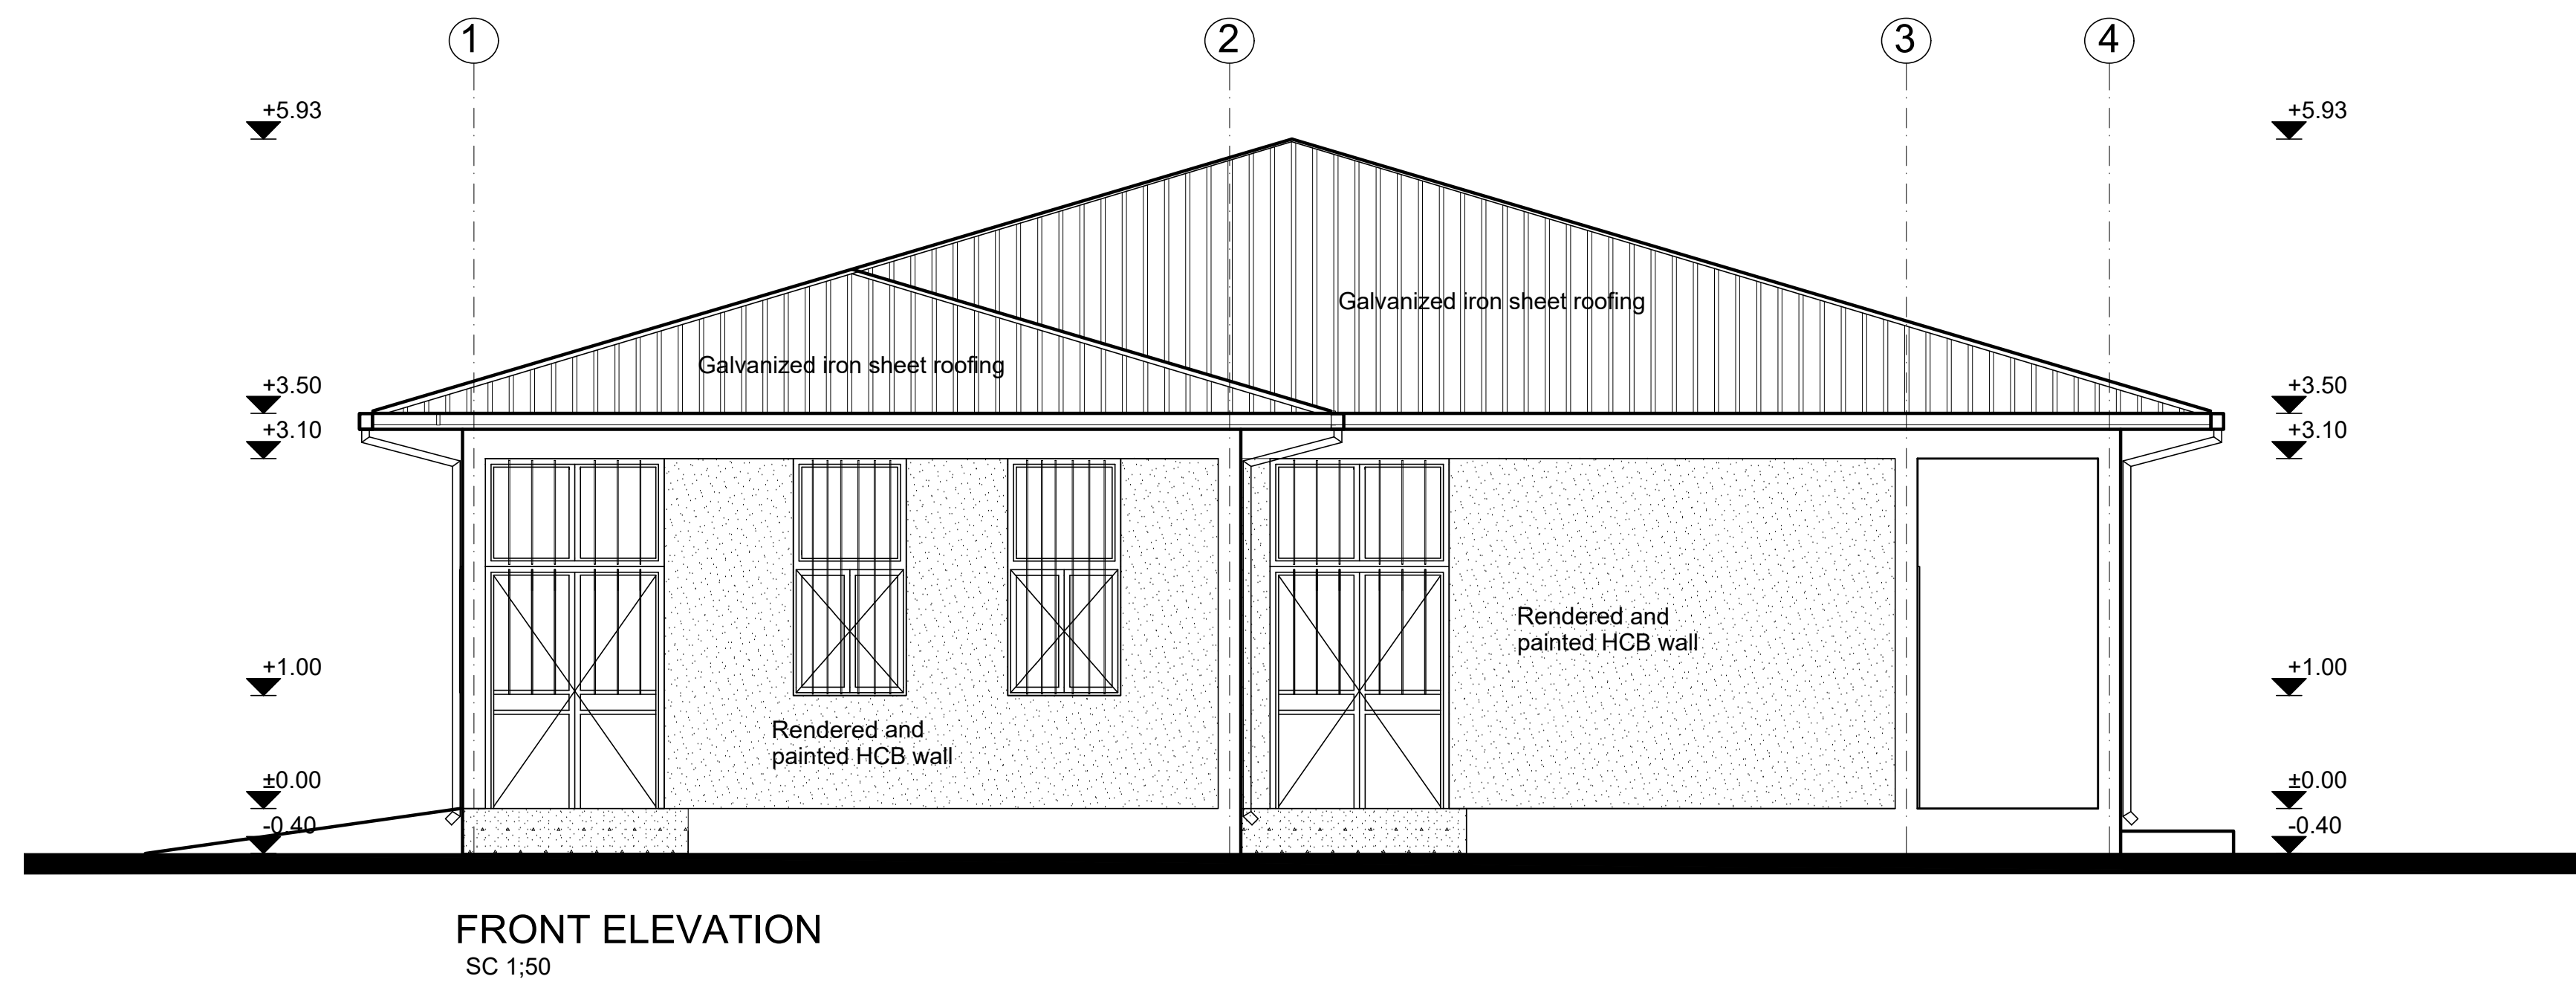 1
2
3
4
+5.93
+5.93
Galvanized iron sheet roofing
Galvanized iron sheet roofing
+3.50
+3.50
+3.10
+3.10
Rendered and
painted HCB wall
+1.00
+1.00
Rendered and
painted HCB wall
±0.00
±0.00
-0.40
-0.40
FRONT ELEVATION
SC 1;50